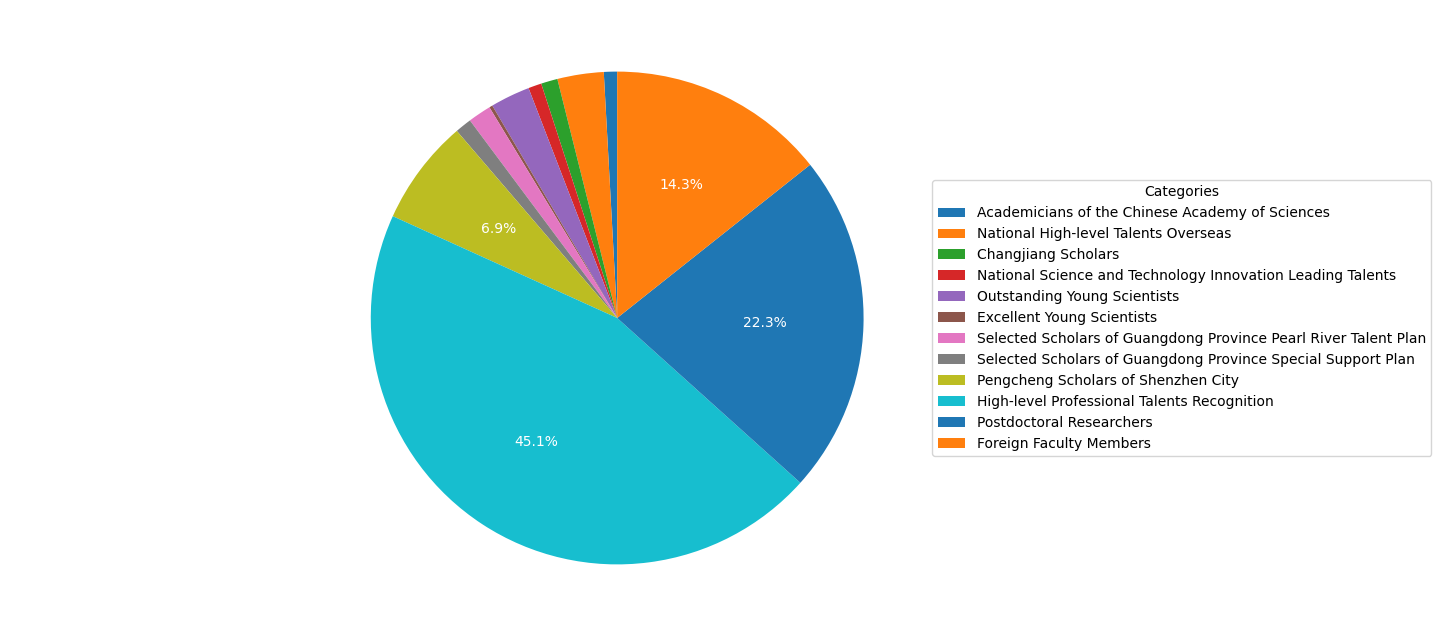 14.3%
22.3%
6.9%
45.1%
Categories
Academicians of the Chinese Academy of Sciences
National High-level Talents Overseas
Changjiang Scholars
National Science and Technology Innovation Leading Talents
Outstanding Young Scientists
Excellent Young Scientists
Selected Scholars of Guangdong Province Pearl River Talent Plan
Selected Scholars of Guangdong Province Special Support Plan
Pengcheng Scholars of Shenzhen City
High-level Professional Talents Recognition
Postdoctoral Researchers
Foreign Faculty Members